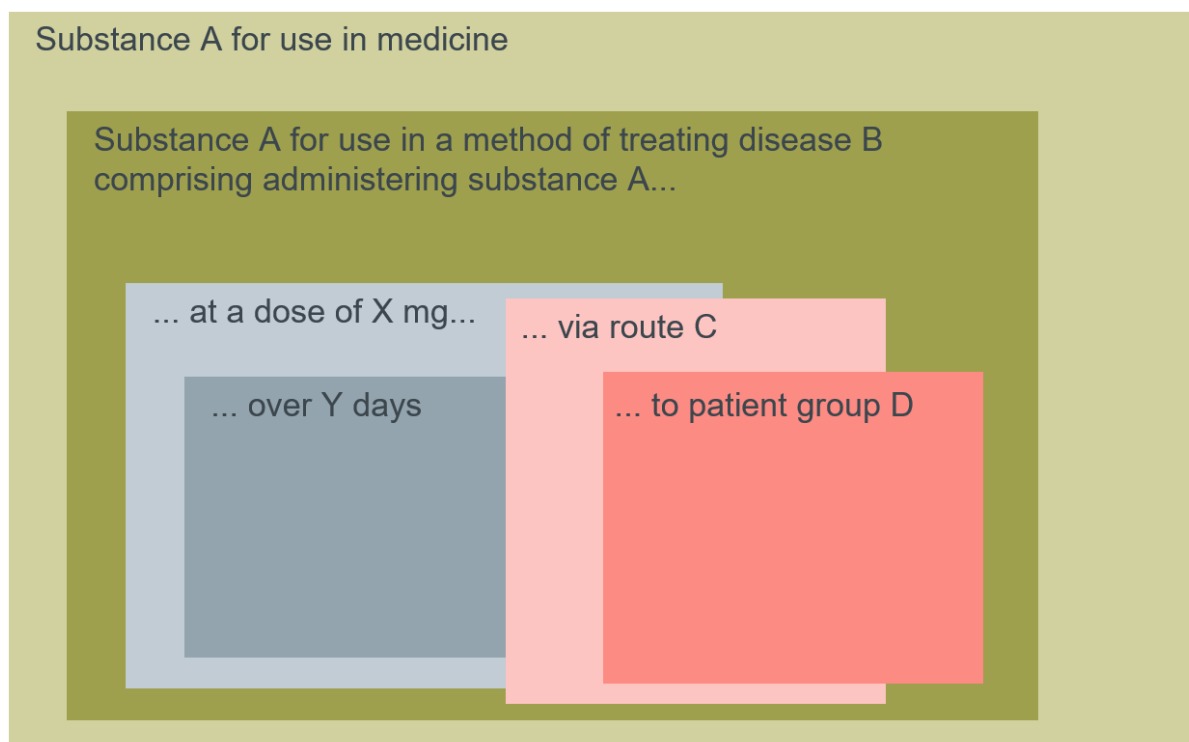 Substance A for use in medicine
Substance A for use in a method of treating disease B
comprising administering substance A...
... at a dose of X mg...
... via route C
... over Y days
... to patient group D